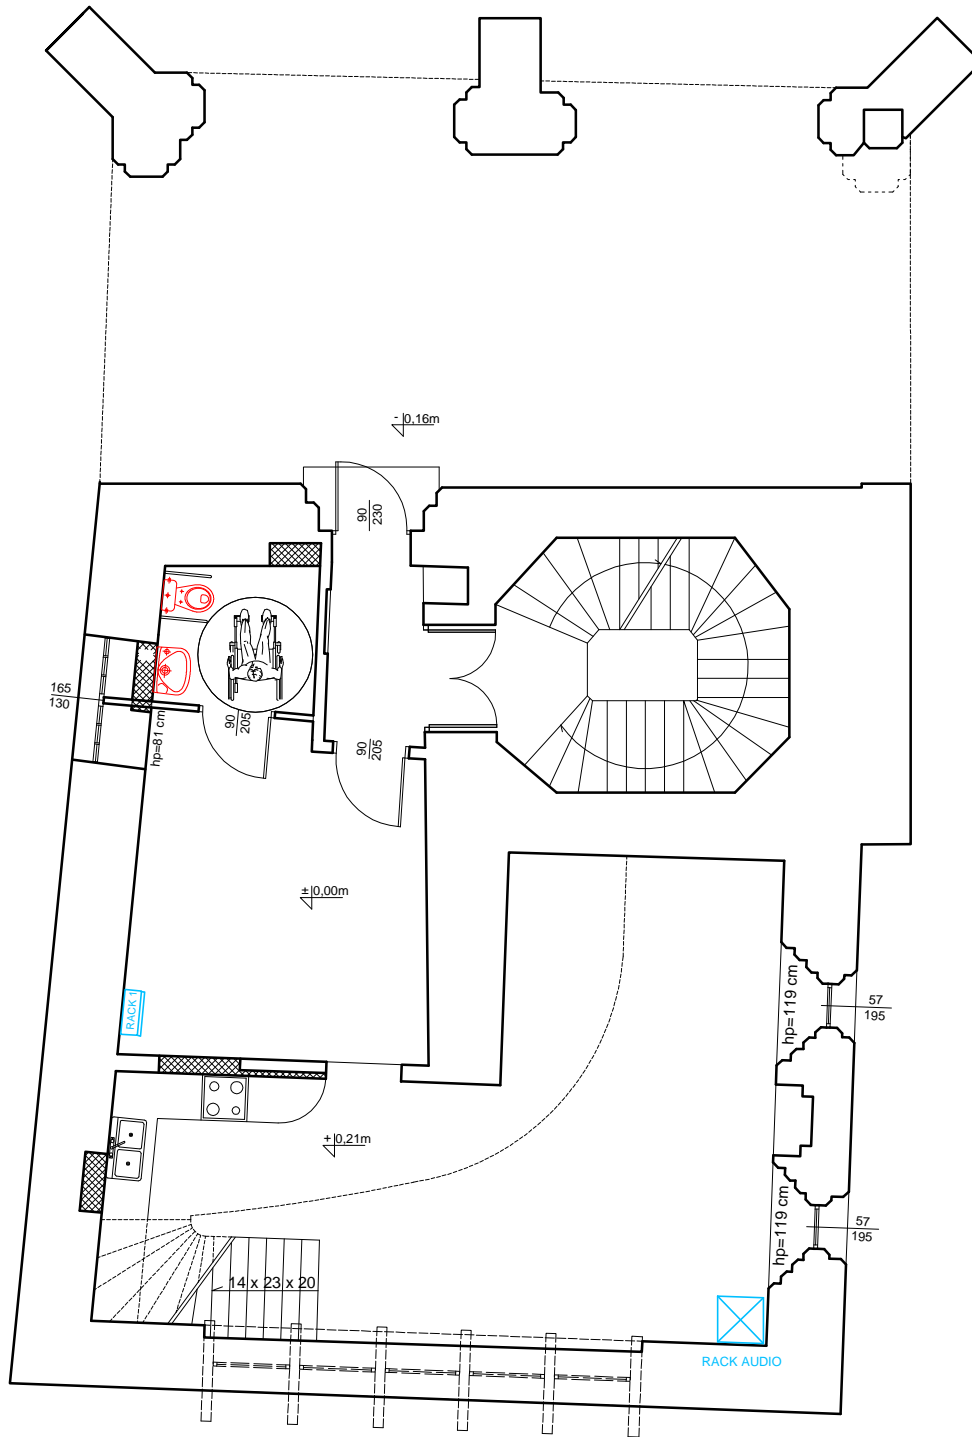 - 0,16m
90
230
165
130
hp=81 cm
90
205
90
205
± 0,00m
RACK 1
hp=119 cm
57
195
+ 0,21m
hp=119 cm
57
195
14 x 23 x 20
RACK AUDIO